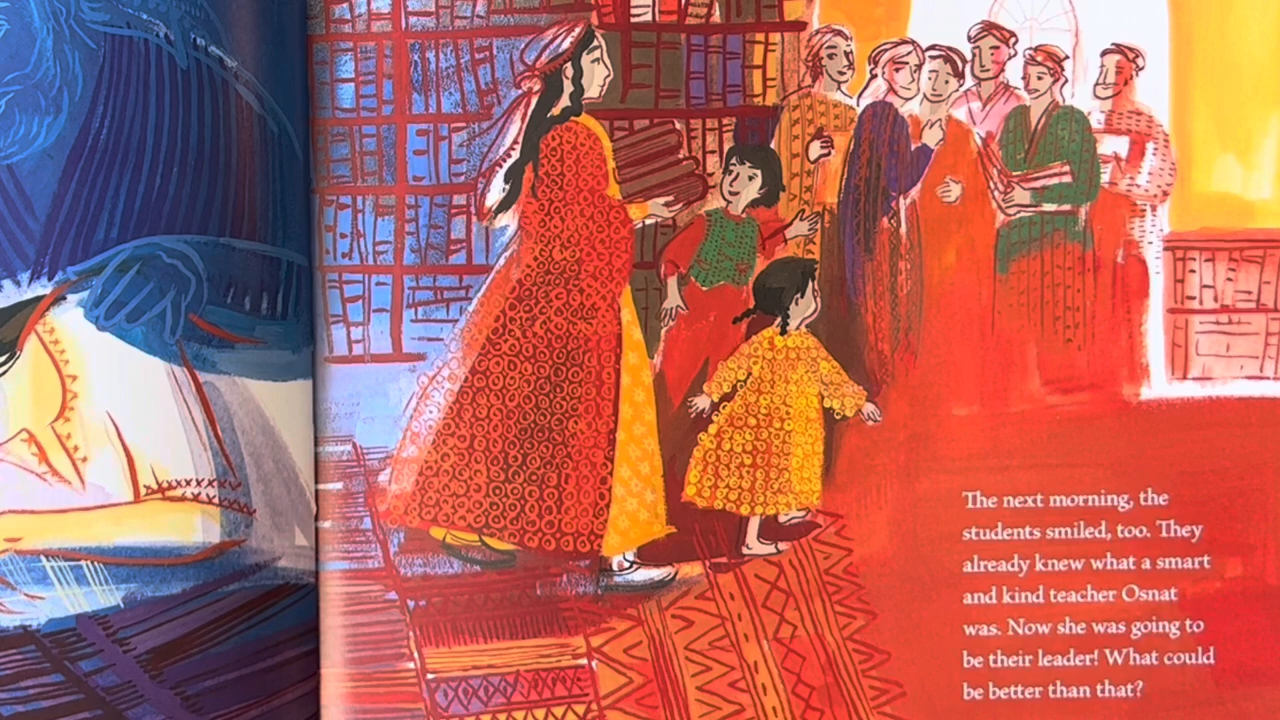 The next morning, the
students smiled, too. They
already knew what a smart
and kind teacher Osnat
was. Now she was going to
be their leader! What could
be better than that?